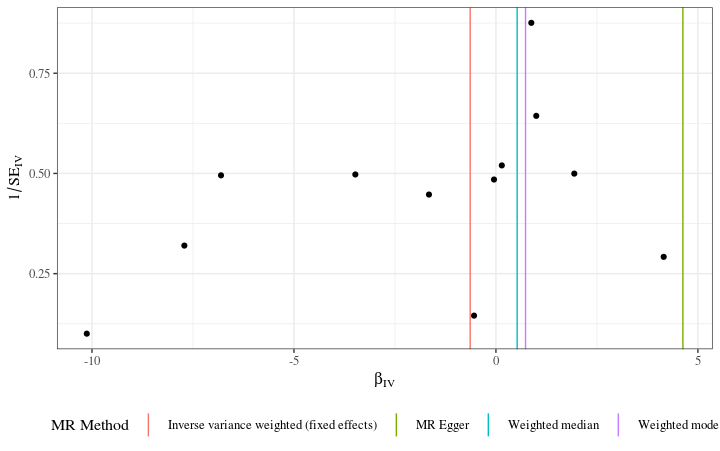 0.75
0.50
0.25
1/SE_IV
-10 -5 0 5
β_IV
MR Method Inverse variance weighted (fixed effects) MR Egger Weighted median Weighted mode